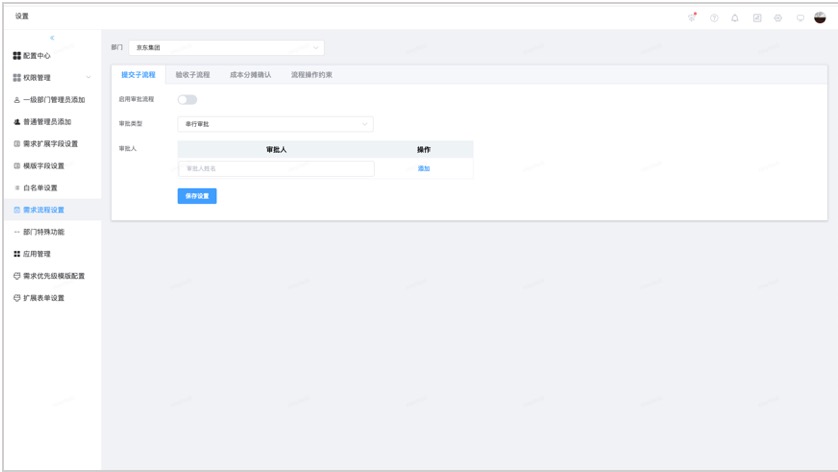 设置
配置中心
权限管理
一级部门管理员添加
普通管理员添加
需求扩展字段设置
模版字段设置
白名单设置
需求流程设置
部门特殊功能
应用管理
需求优先级模版配置
扩展表单设置
部门 京东集团
提交子流程 验收子流程 成本分摊确认 流程操作约束
启用审批流程
审批类型 串行审批
审批人 审批人 操作
审批人姓名 添加
保存设置